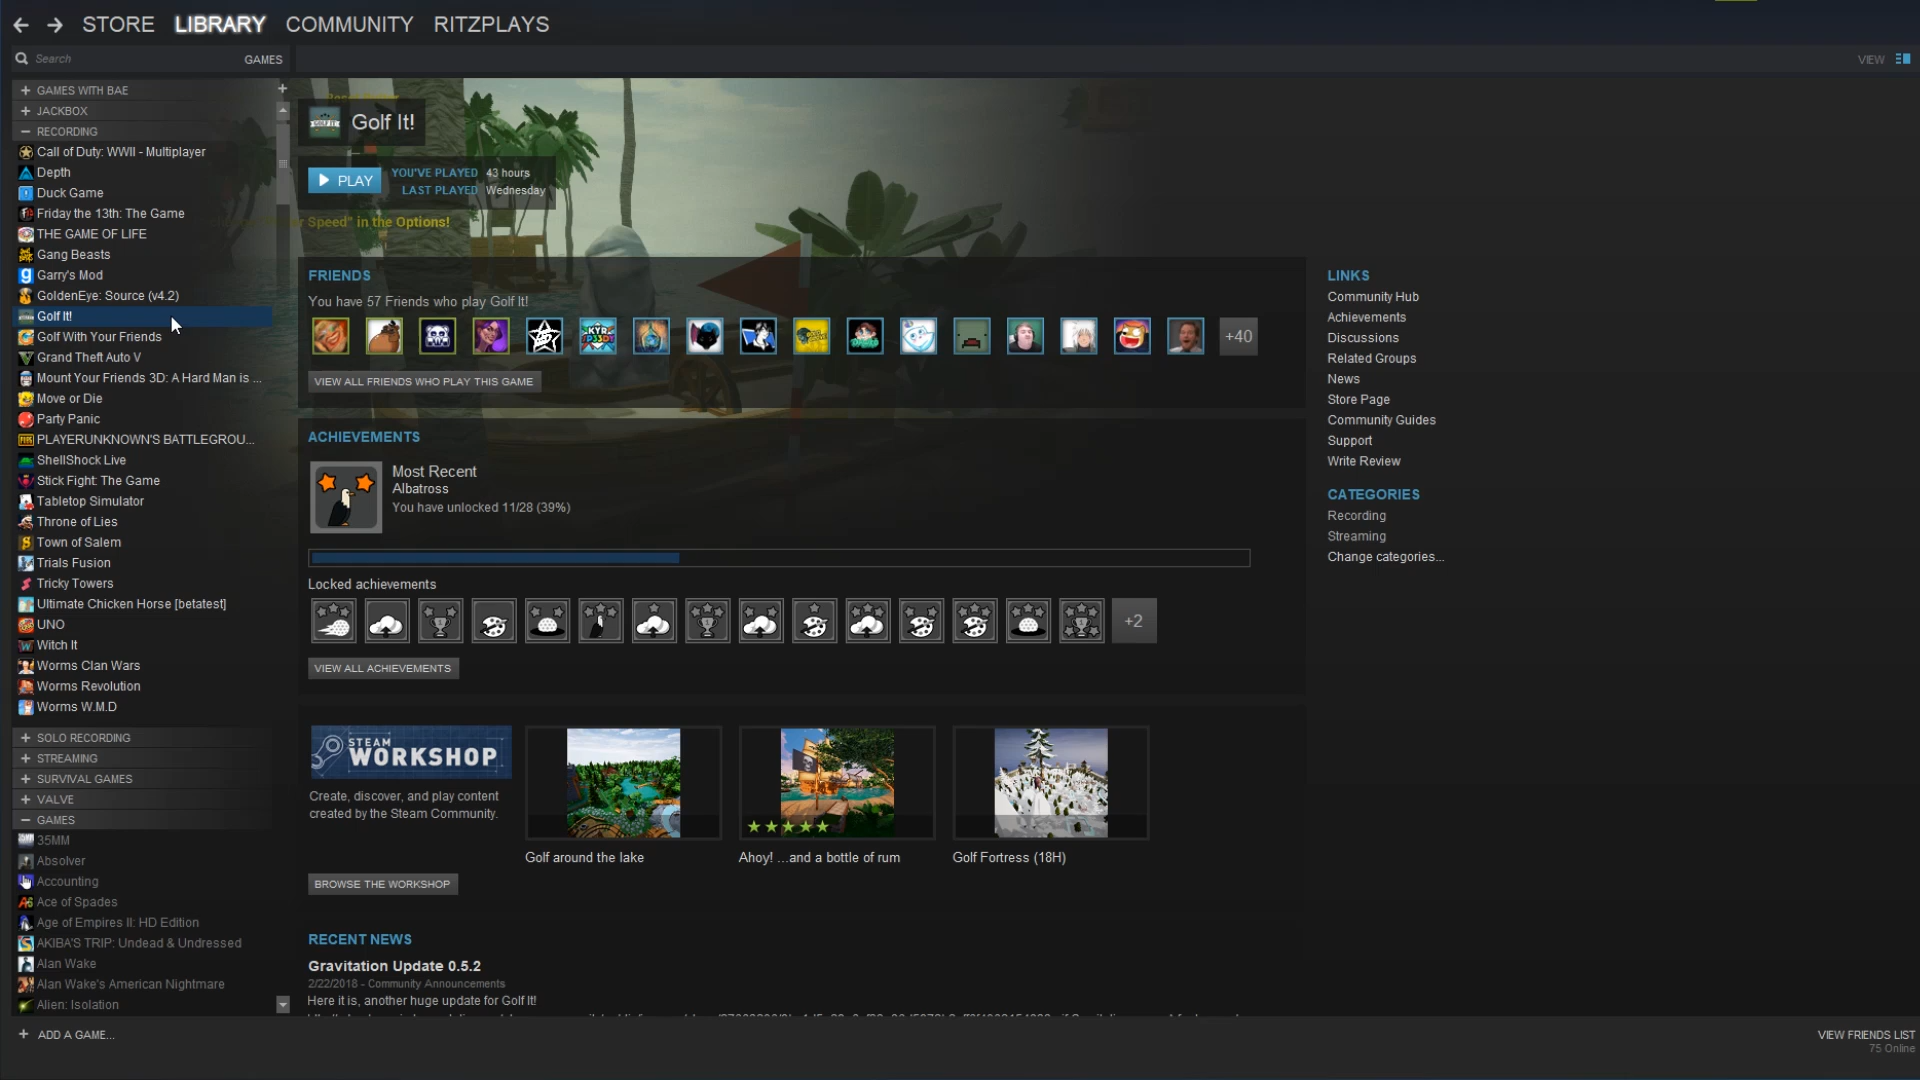 STORE LIBRARY COMMUNITY RITZPLAYS
Search GAMES
VIEW
GAMES WITH BAE
JACKBOX
RECORDING
Call of Duty: WWII - Multiplayer
Depth
Duck Game
Friday the 13th: The Game
THE GAME OF LIFE
Gang Beasts
Garry's Mod
GoldenEye: Source (v4.2)
Golf It!
Golf With Your Friends
Grand Theft Auto V
Mount Your Friends 3D: A Hard Man is ...
Move or Die
Party Panic
PLAYERUNKNOWN'S BATTLEGROU...
ShellShock Live
Stick Fight: The Game
Tabletop Simulator
Throne of Lies
Town of Salem
Trials Fusion
Tricky Towers
Ultimate Chicken Horse [betatest]
UNO
Witch It
Worms Clan Wars
Worms Revolution
Worms W.M.D
SOLO RECORDING
STREAMING
SURVIVAL GAMES
VALVE
GAMES
35MM
Absolver
Accounting
Ace of Spades
Age of Empires II: HD Edition
AKIBA'S TRIP: Undead & Undressed
Alan Wake
Alan Wake's American Nightmare
Alien: Isolation
ADD A GAME...
Golf It!
PLAY
YOU'VE PLAYED 43 hours
LAST PLAYED Wednesday
Speed" in the Options!
FRIENDS
You have 57 Friends who play Golf It!
+40
VIEW ALL FRIENDS WHO PLAY THIS GAME
ACHIEVEMENTS
Most Recent
Albatross
You have unlocked 11/28 (39%)
Locked achievements
+2
VIEW ALL ACHIEVEMENTS
STEAM
WORKSHOP
Create, discover, and play content
created by the Steam Community.
Golf around the lake
Ahoy! ...and a bottle of rum
Golf Fortress (18H)
BROWSE THE WORKSHOP
RECENT NEWS
Gravitation Update 0.5.2
2/22/2018 - Community Announcements
Here it is, another huge update for Golf It!
LINKS
Community Hub
Achievements
Discussions
Related Groups
News
Store Page
Community Guides
Support
Write Review
CATEGORIES
Recording
Streaming
Change categories...
VIEW FRIENDS LIST
75 Online